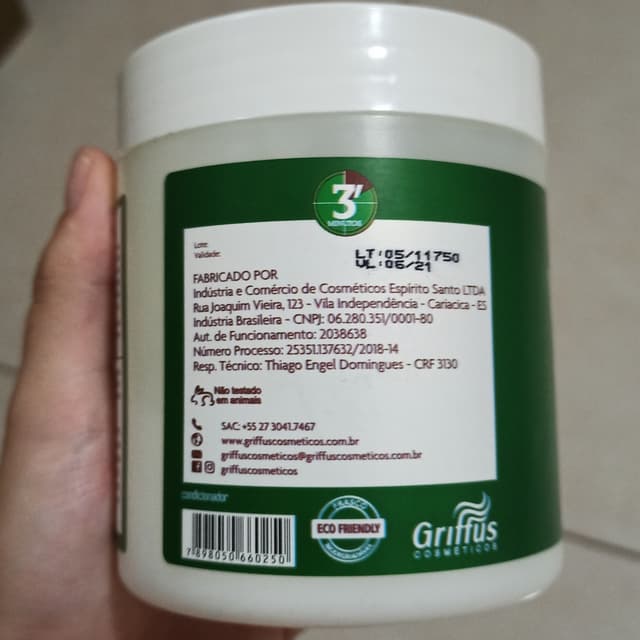 3'
MINUTOS
Lote:
Validade:
LT:05/11750
VL:06/21
FABRICADO POR
Indústria e Comércio de Cosméticos Espírito Santo LTDA
Rua Joaquim Vieira, 123 - Vila Independência - Cariacica - ES
Indústria Brasileira - CNPJ: 06.280.351/0001-80
Aut. de Funcionamento: 2038638
Número Processo: 25351.137632/2018-14
Resp. Técnico: Thiago Engel Domingues - CRF 3130
Não testado
em animais
SAC: +55 27 3041.7467
www.griffuscosmeticos.com.br
griffuscosmeticos@griffuscosmeticos.com.br
griffuscosmeticos
condicionador
7 898050 660250
FRASCO
ECO FRIENDLY
Griffus
COSMÉTICOS